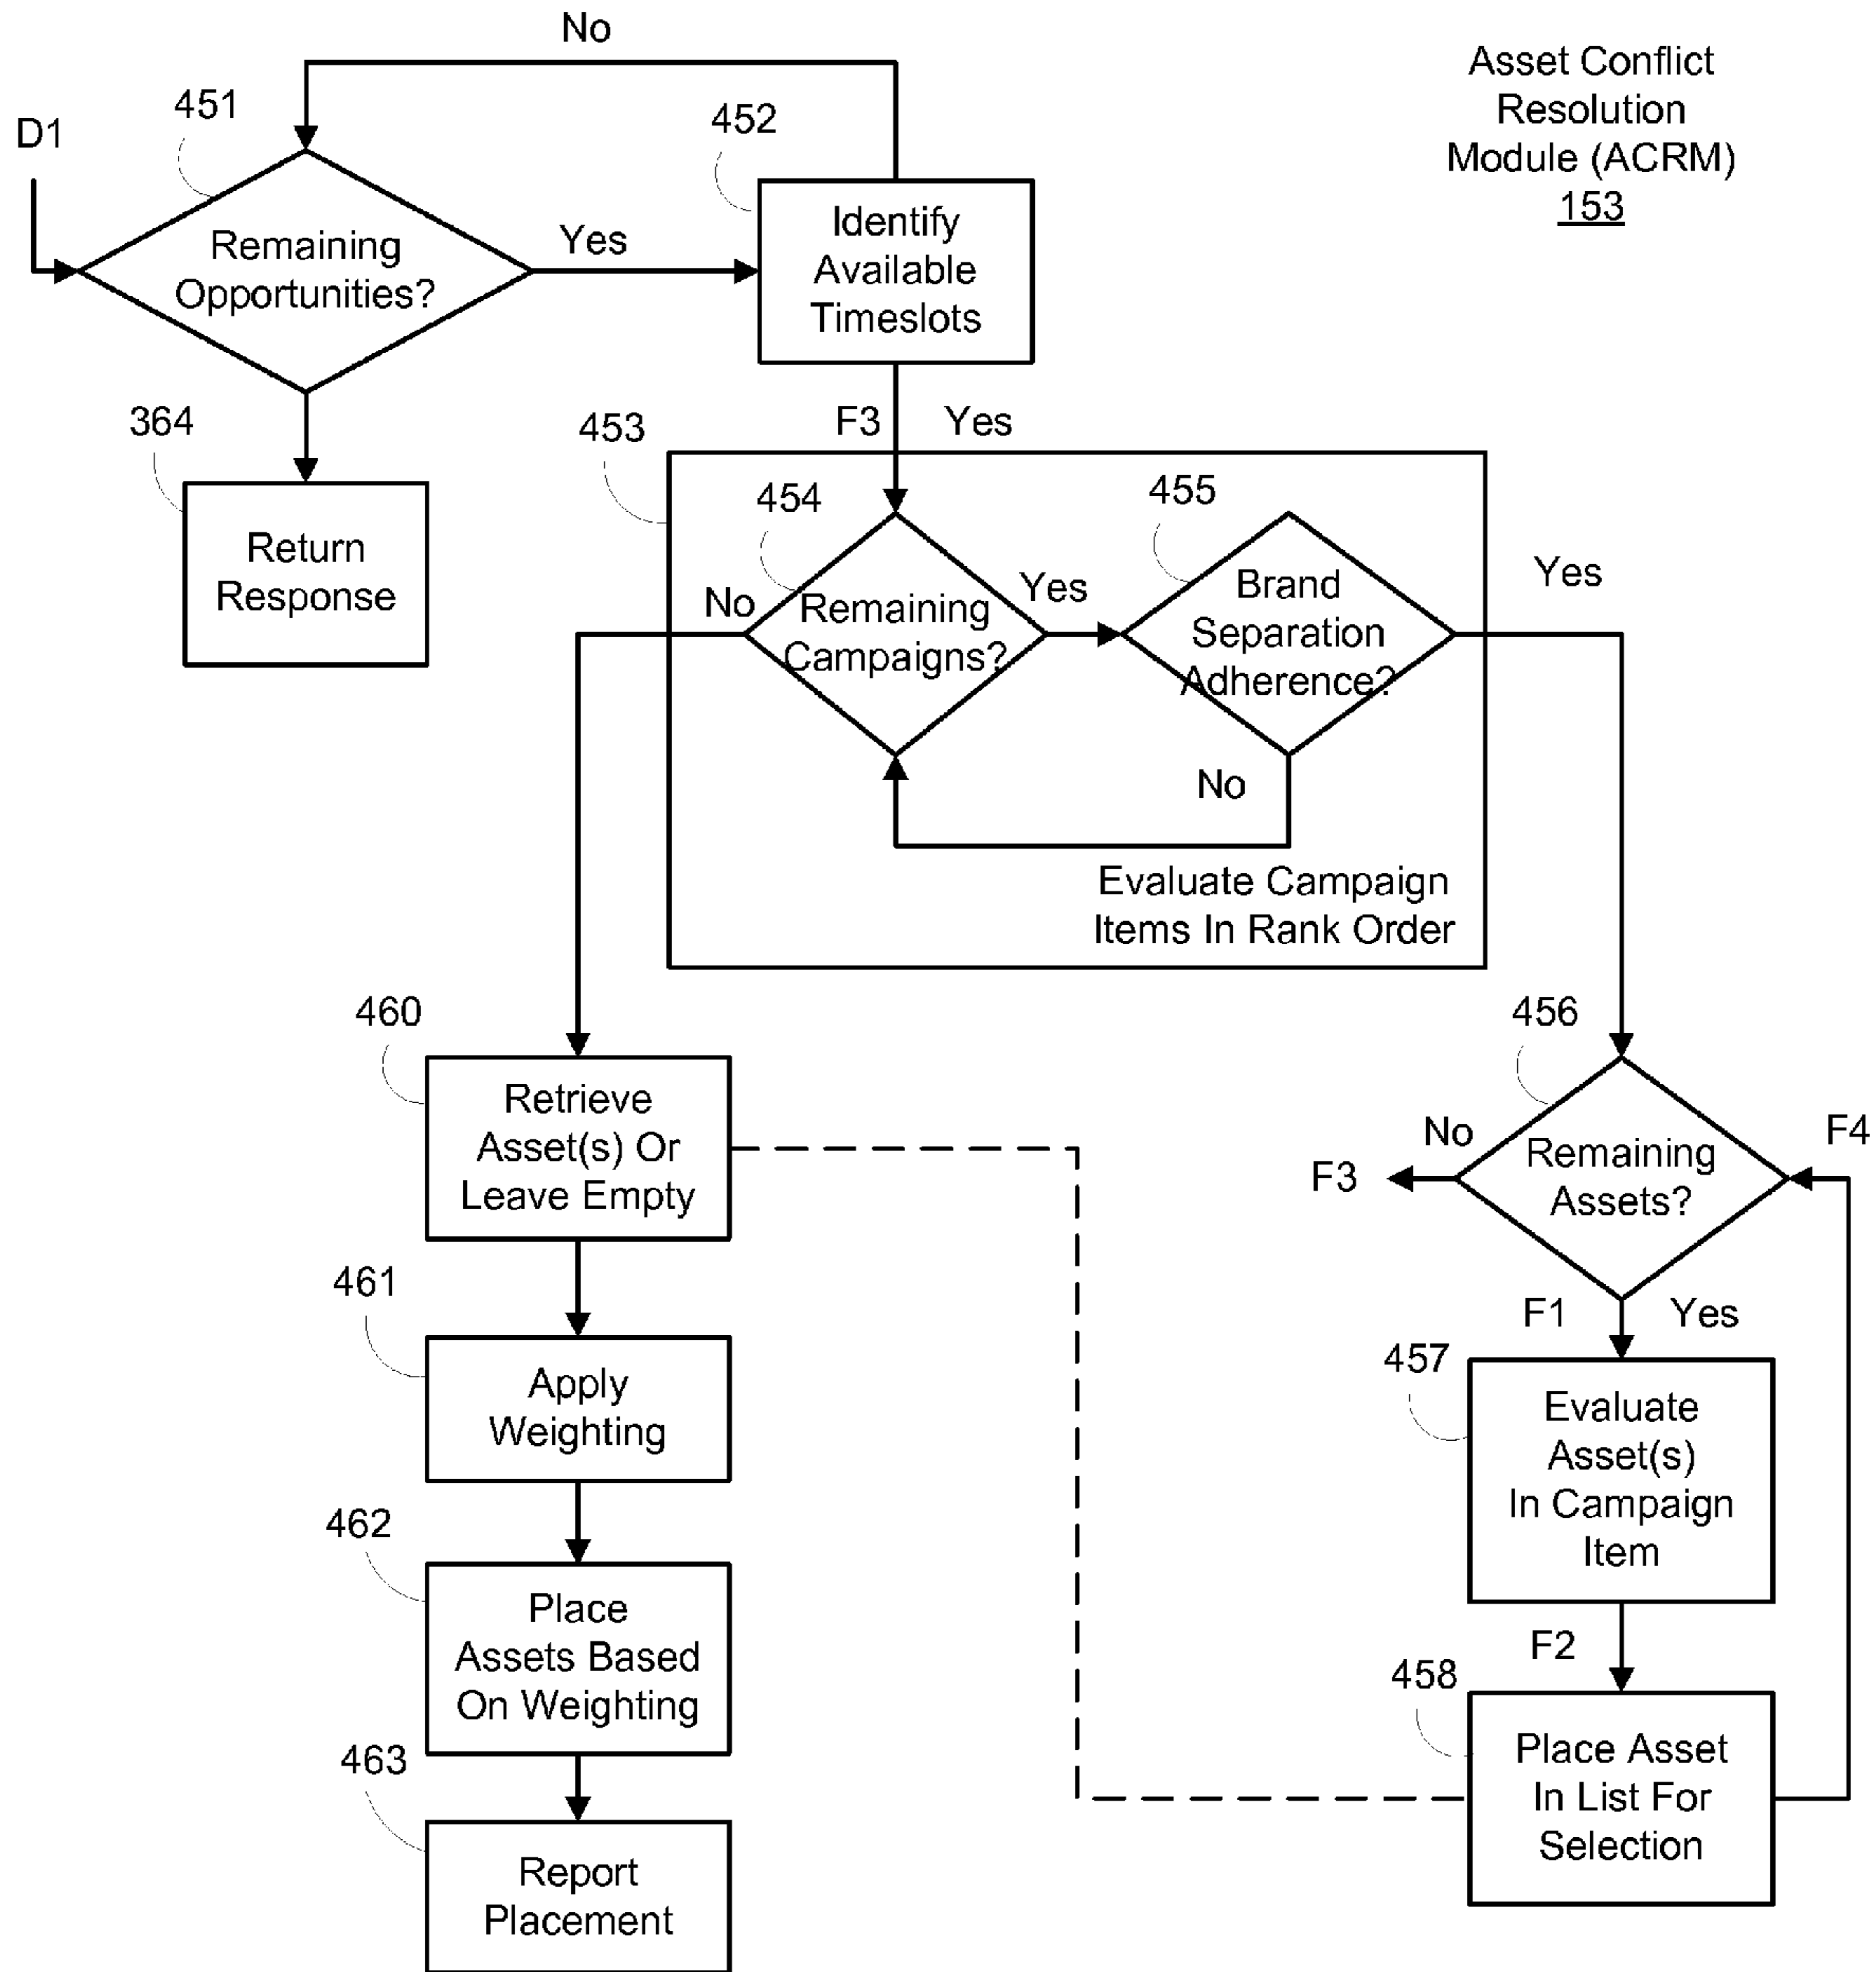 No
Asset Conflict
Resolution
Module (ACRM)
153
D1
451
452
Remaining
Opportunities?
Yes
Identify
Available
Timeslots
364
Return
Response
F3
Yes
453
454
455
No
Remaining
Campaigns?
Yes
Brand
Separation
Adherence?
Yes
No
Evaluate Campaign
Items In Rank Order
460
Retrieve
Asset(s) Or
Leave Empty
456
No
F3
Remaining
Assets?
F4
461
Apply
Weighting
F1
Yes
457
Evaluate
Asset(s)
In Campaign
Item
462
Place
Assets Based
On Weighting
F2
458
Place Asset
In List For
Selection
463
Report
Placement